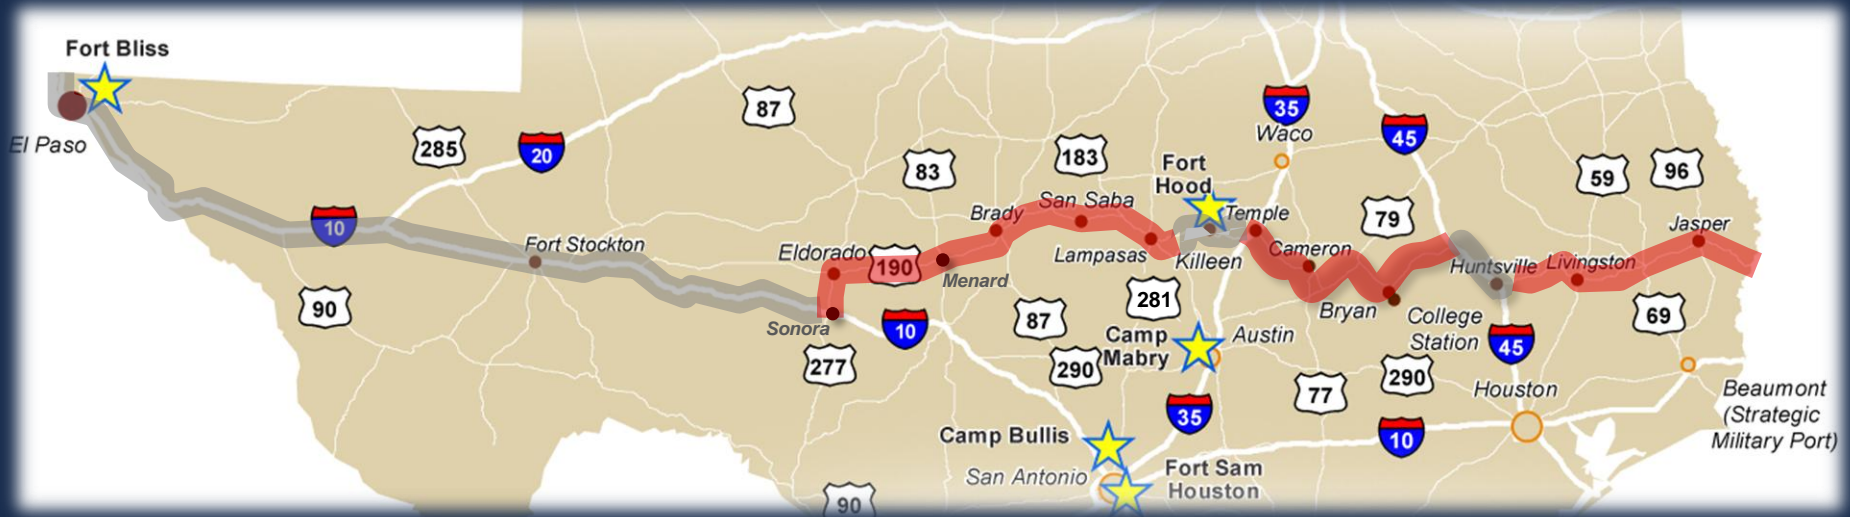 Fort Bliss
El Paso
285
20
87
83
183
35
Waco
45
59
96
Fort
Hood
79
10
Fort Stockton
Eldorado
190
Menard
Brady
San Saba
Lampasas
Killeen
Temple
Cameron
Bryan
College
Station
Huntsville
Livingston
Jasper
90
Sonora
277
10
87
281
290
Camp
Mabry
Austin
77
290
45
69
Houston
Beaumont
(Strategic
Military Port)
35
10
Camp Bullis
San Antonio
Fort Sam
Houston
90